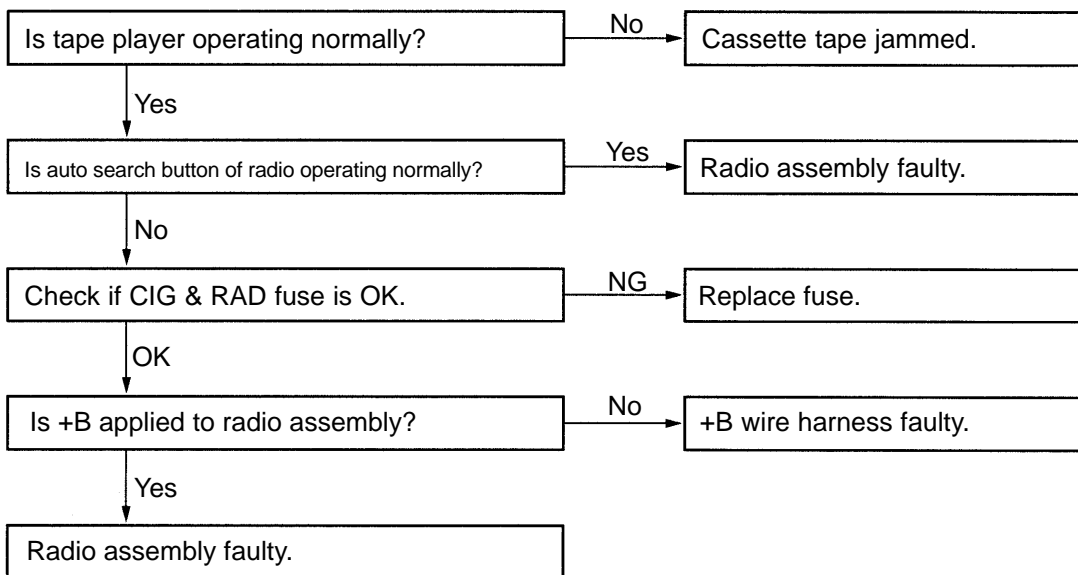 Is tape player operating normally?
No
Cassette tape jammed.
Yes
Is auto search button of radio operating normally?
Yes
Radio assembly faulty.
No
Check if CIG & RAD fuse is OK.
NG
Replace fuse.
OK
Is +B applied to radio assembly?
No
+B wire harness faulty.
Yes
Radio assembly faulty.